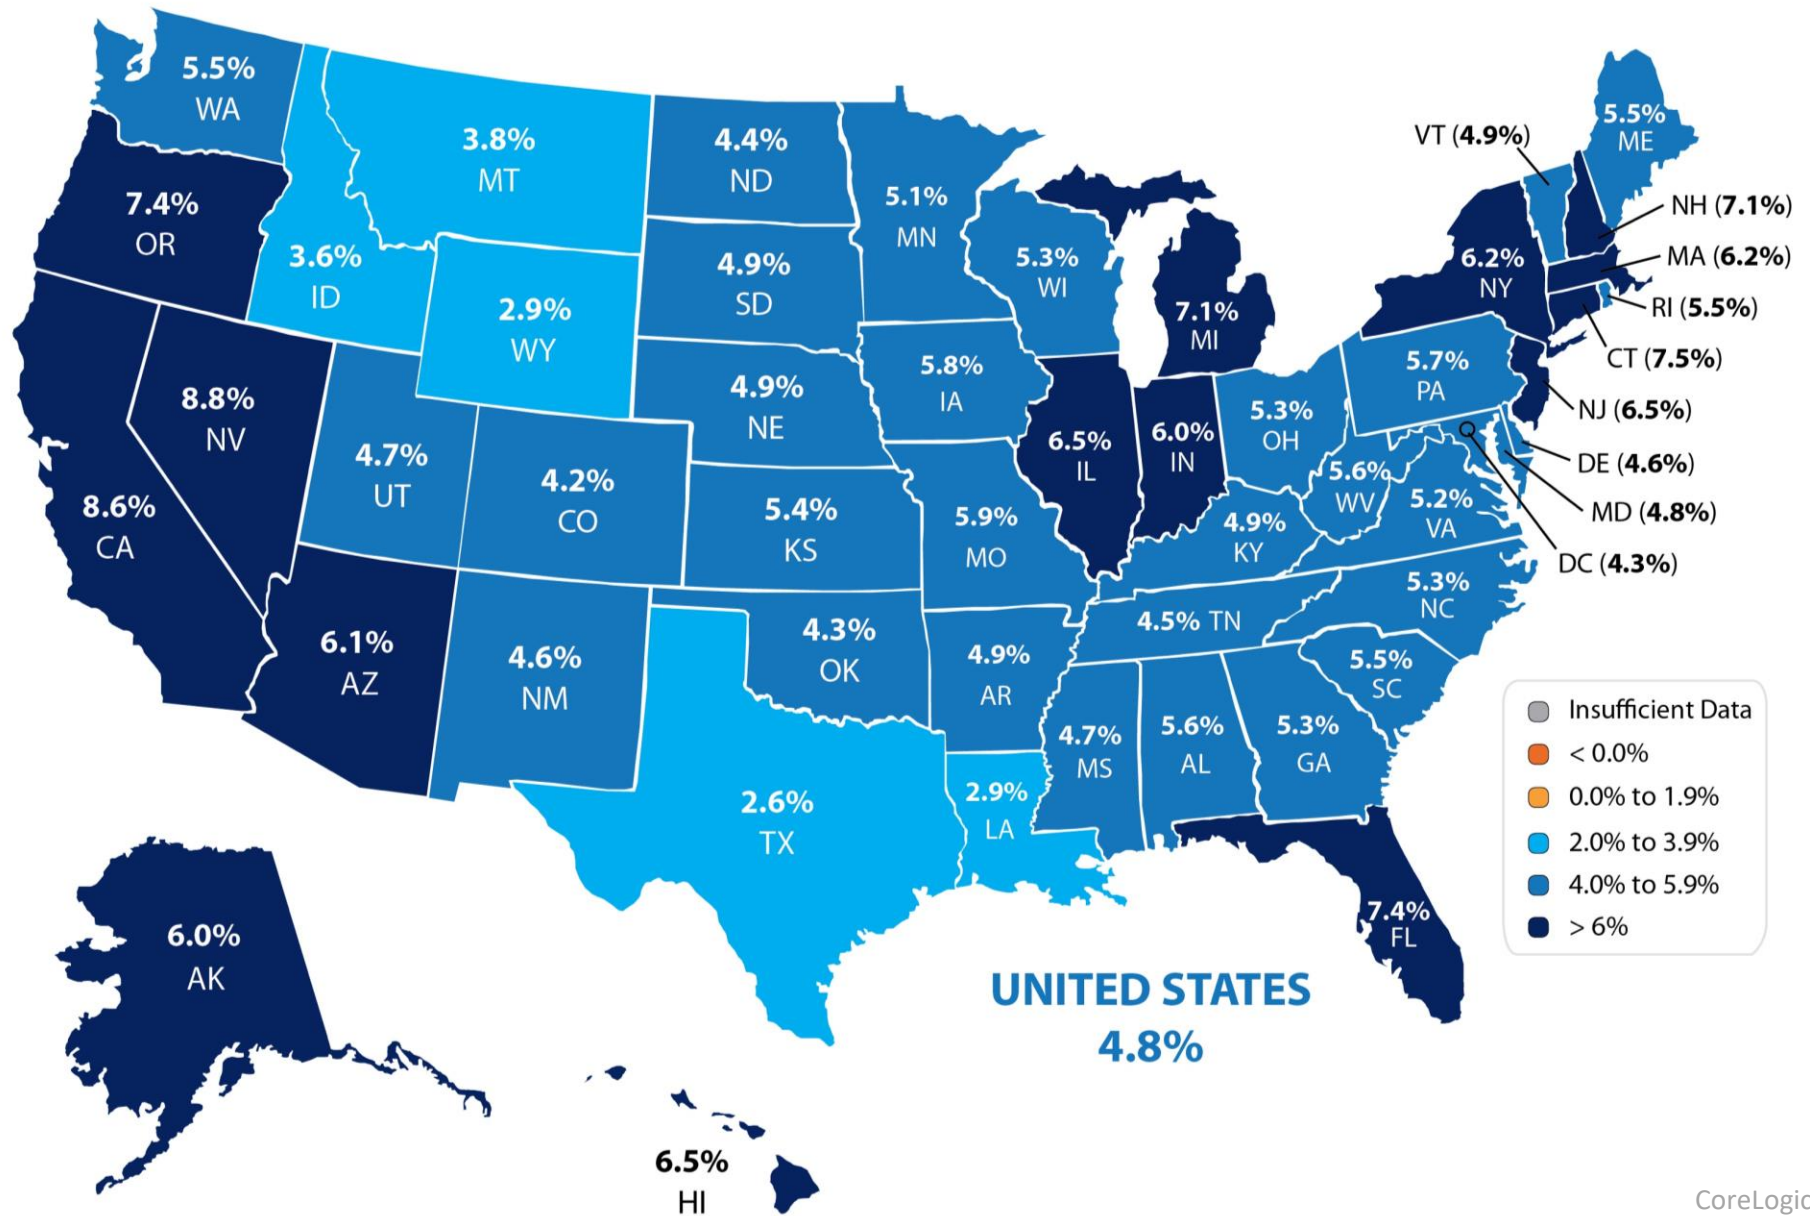 5.5%
WA
7.4%
OR
3.6%
ID
3.8%
MT
2.9%
WY
8.8%
NV
8.6%
CA
4.7%
UT
4.2%
CO
6.1%
AZ
4.6%
NM
4.4%
ND
4.9%
SD
4.9%
NE
5.4%
KS
4.3%
OK
2.6%
TX
5.1%
MN
5.8%
IA
5.9%
MO
4.9%
AR
2.9%
LA
5.3%
WI
6.5%
IL
7.1%
MI
6.0%
IN
5.3%
OH
4.9%
KY
4.5% TN
4.7%
MS
5.6%
AL
5.3%
GA
7.4%
FL
5.5%
SC
5.3%
NC
5.2%
VA
5.6%
WV
5.7%
PA
6.2%
NY
VT (4.9%)
5.5%
ME
NH (7.1%)
MA (6.2%)
RI (5.5%)
CT (7.5%)
NJ (6.5%)
DE (4.6%)
MD (4.8%)
DC (4.3%)
Insufficient Data
< 0.0%
0.0% to 1.9%
2.0% to 3.9%
4.0% to 5.9%
> 6%
6.0%
AK
6.5%
HI
UNITED STATES
4.8%
CoreLogic